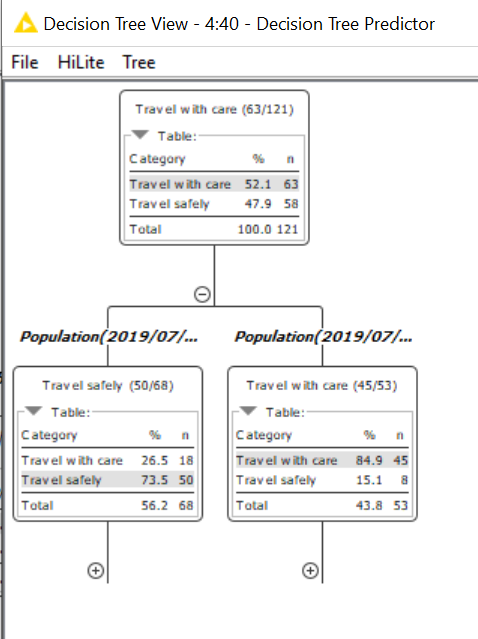 Decision Tree View - 4:40 - Decision Tree Predictor
File HiLite Tree
Travel with care (63/121)
Table:
Category % n
Travel with care 52.1 63
Travel safely 47.9 58
Total 100.0 121
Population(2019/07/...
Population(2019/07/...
Travel safely (50/68)
Table:
Category % n
Travel with care 26.5 18
Travel safely 73.5 50
Total 56.2 68
Travel with care (45/53)
Table:
Category % n
Travel with care 84.9 45
Travel safely 15.1 8
Total 43.8 53